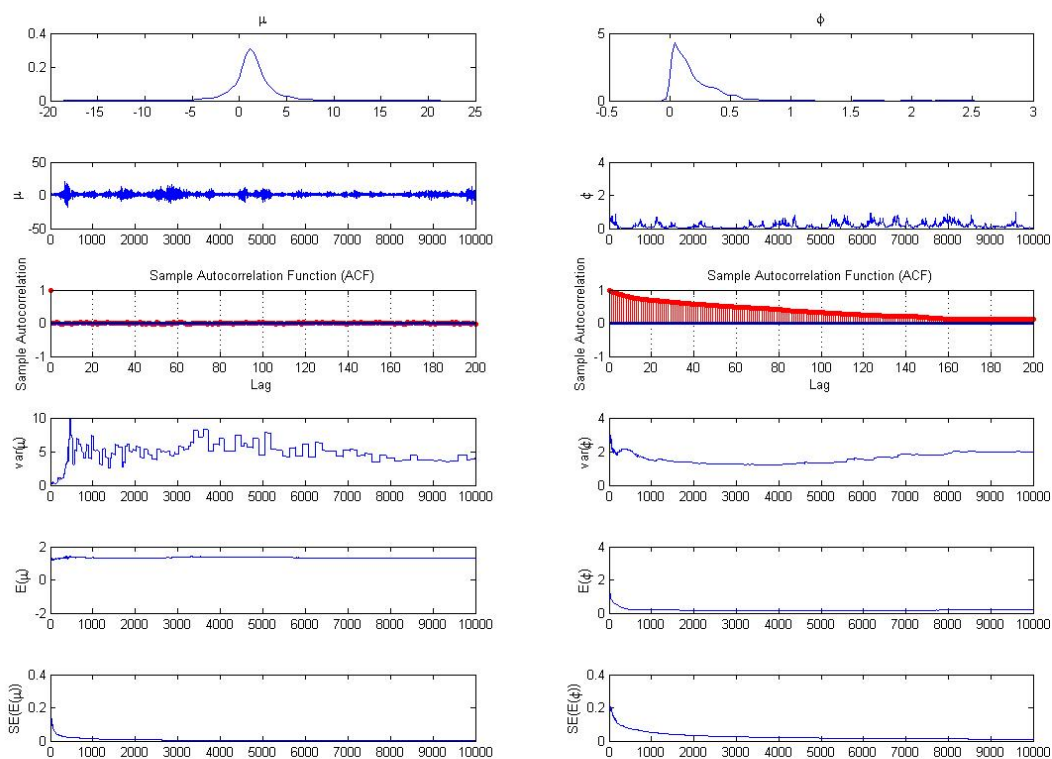 μ
0.4
0.2
0
-20 -15 -10 -5 0 5 10 15 20 25
ϕ
5
0
-0.5 0 0.5 1 1.5 2 2.5 3
μ
50
0
-50
0 1000 2000 3000 4000 5000 6000 7000 8000 9000 10000
ϕ
4
2
0
0 1000 2000 3000 4000 5000 6000 7000 8000 9000 10000
Sample Autocorrelation Function (ACF)
Sample Autocorrelation
1
0
-1
0 20 40 60 80 100 120 140 160 180 200
Lag
Sample Autocorrelation Function (ACF)
Sample Autocorrelation
1
0
-1
0 20 40 60 80 100 120 140 160 180 200
Lag
var(μ)
10
5
0
0 1000 2000 3000 4000 5000 6000 7000 8000 9000 10000
var(ϕ)
4
2
0
0 1000 2000 3000 4000 5000 6000 7000 8000 9000 10000
E(μ)
2
0
-2
0 1000 2000 3000 4000 5000 6000 7000 8000 9000 10000
E(ϕ)
4
2
0
0 1000 2000 3000 4000 5000 6000 7000 8000 9000 10000
SE(E(μ))
0.4
0.2
0
0 1000 2000 3000 4000 5000 6000 7000 8000 9000 10000
SE(E(ϕ))
0.4
0.2
0
0 1000 2000 3000 4000 5000 6000 7000 8000 9000 10000